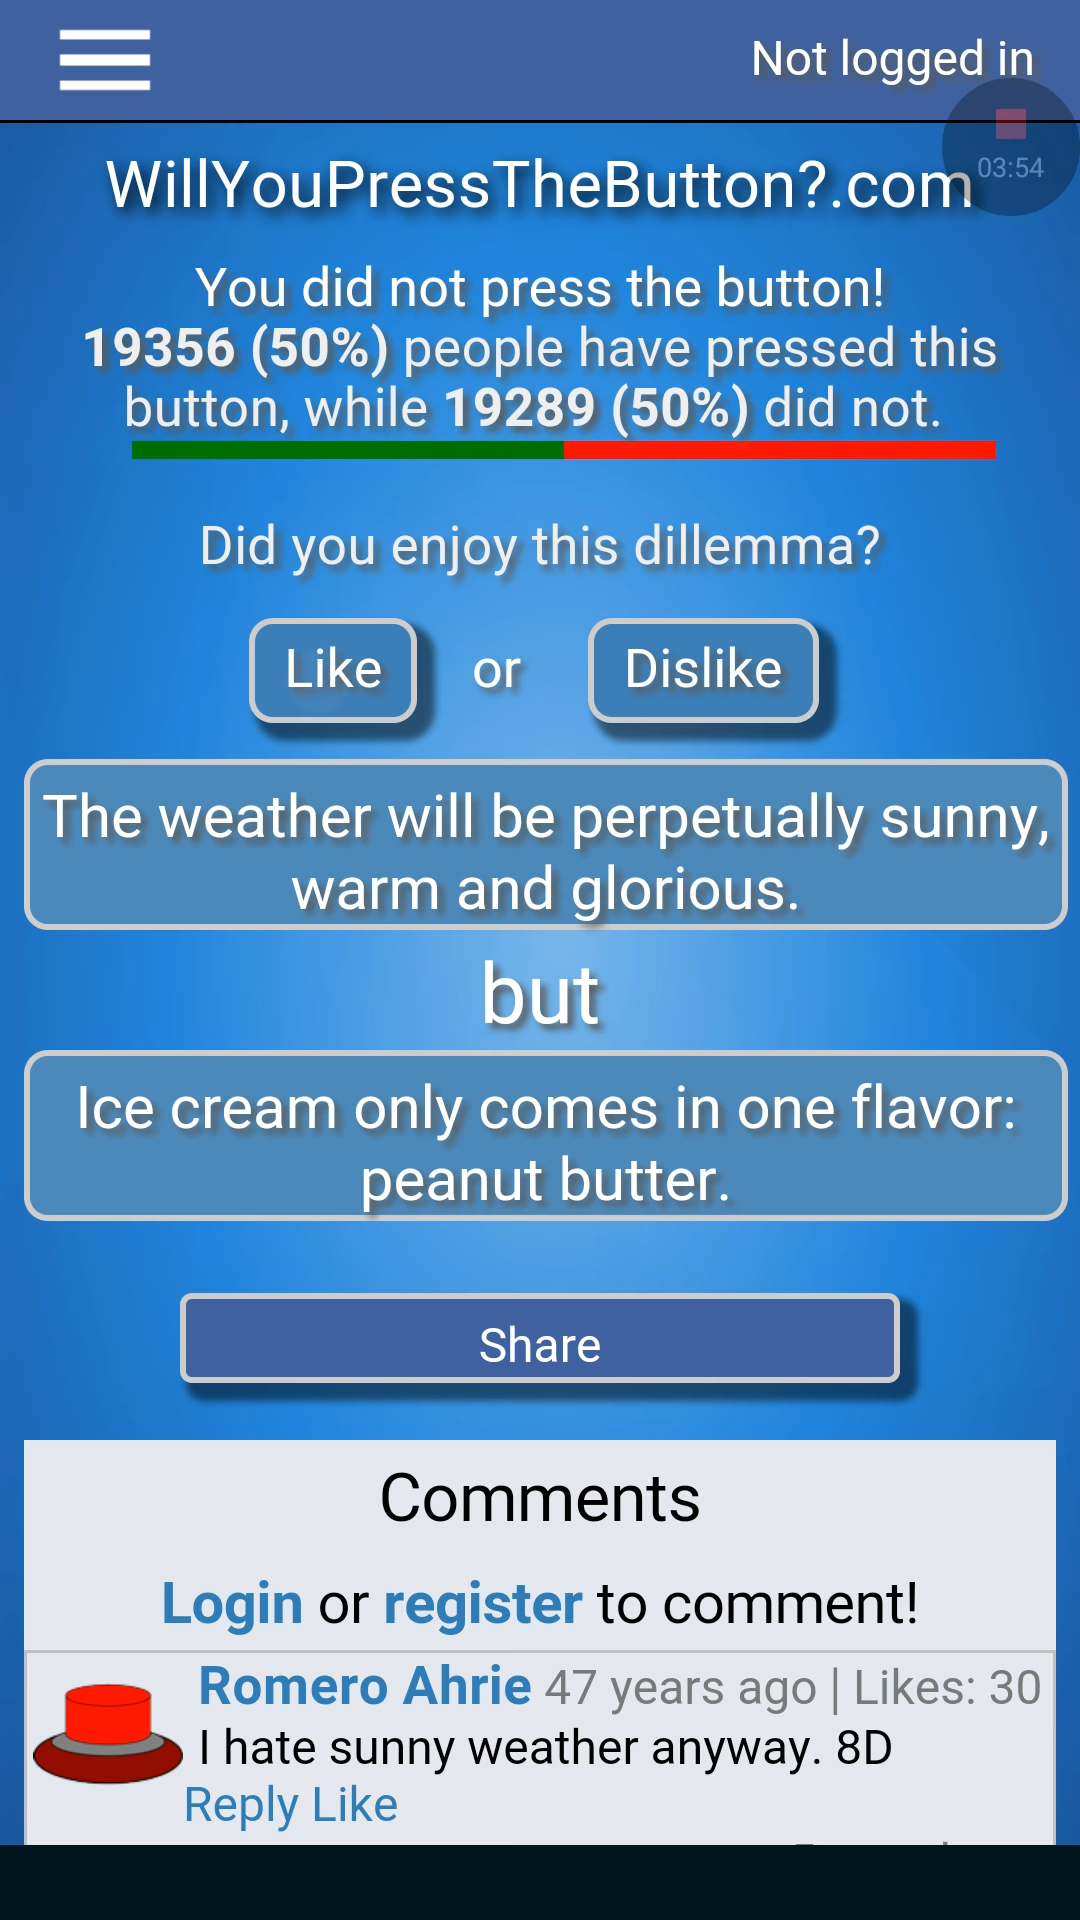 Not logged in
03:54
WillYouPressTheButton?.com
You did not press the button!
19356 (50%) people have pressed this
button, while 19289 (50%) did not.
Did you enjoy this dillemma?
Like or Dislike
The weather will be perpetually sunny,
warm and glorious.
but
Ice cream only comes in one flavor:
peanut butter.
Share
Comments
Login or register to comment!
Romero Ahrie 47 years ago | Likes: 30
I hate sunny weather anyway. 8D
Reply Like